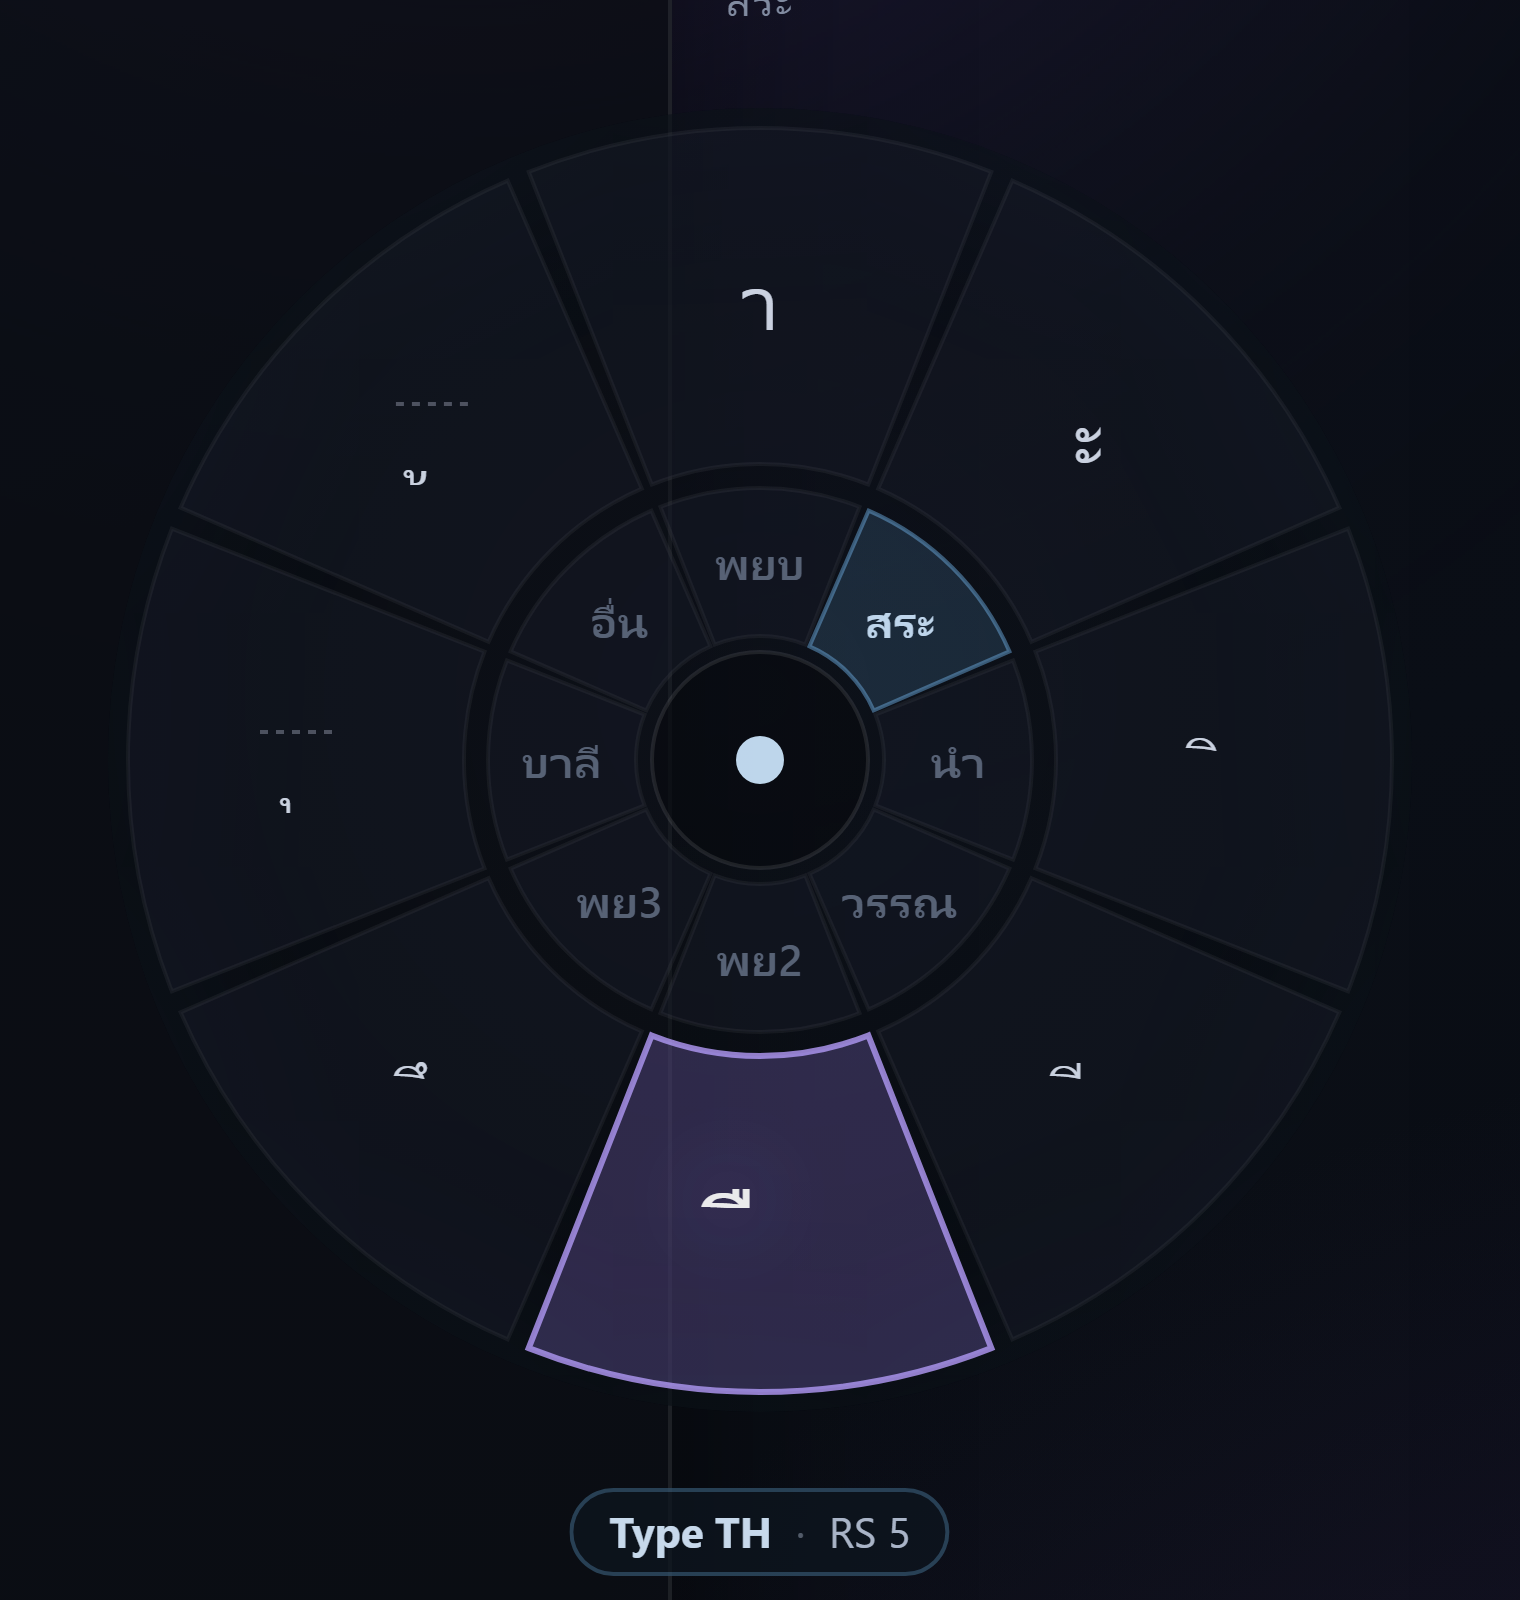 สระ
า
ะ
ิ
ี
ื
ึ
ุ
ู
พยบ
สระ
นำ
วรรณ
พย2
พย3
บาลี
อื่น
Type TH · RS 5